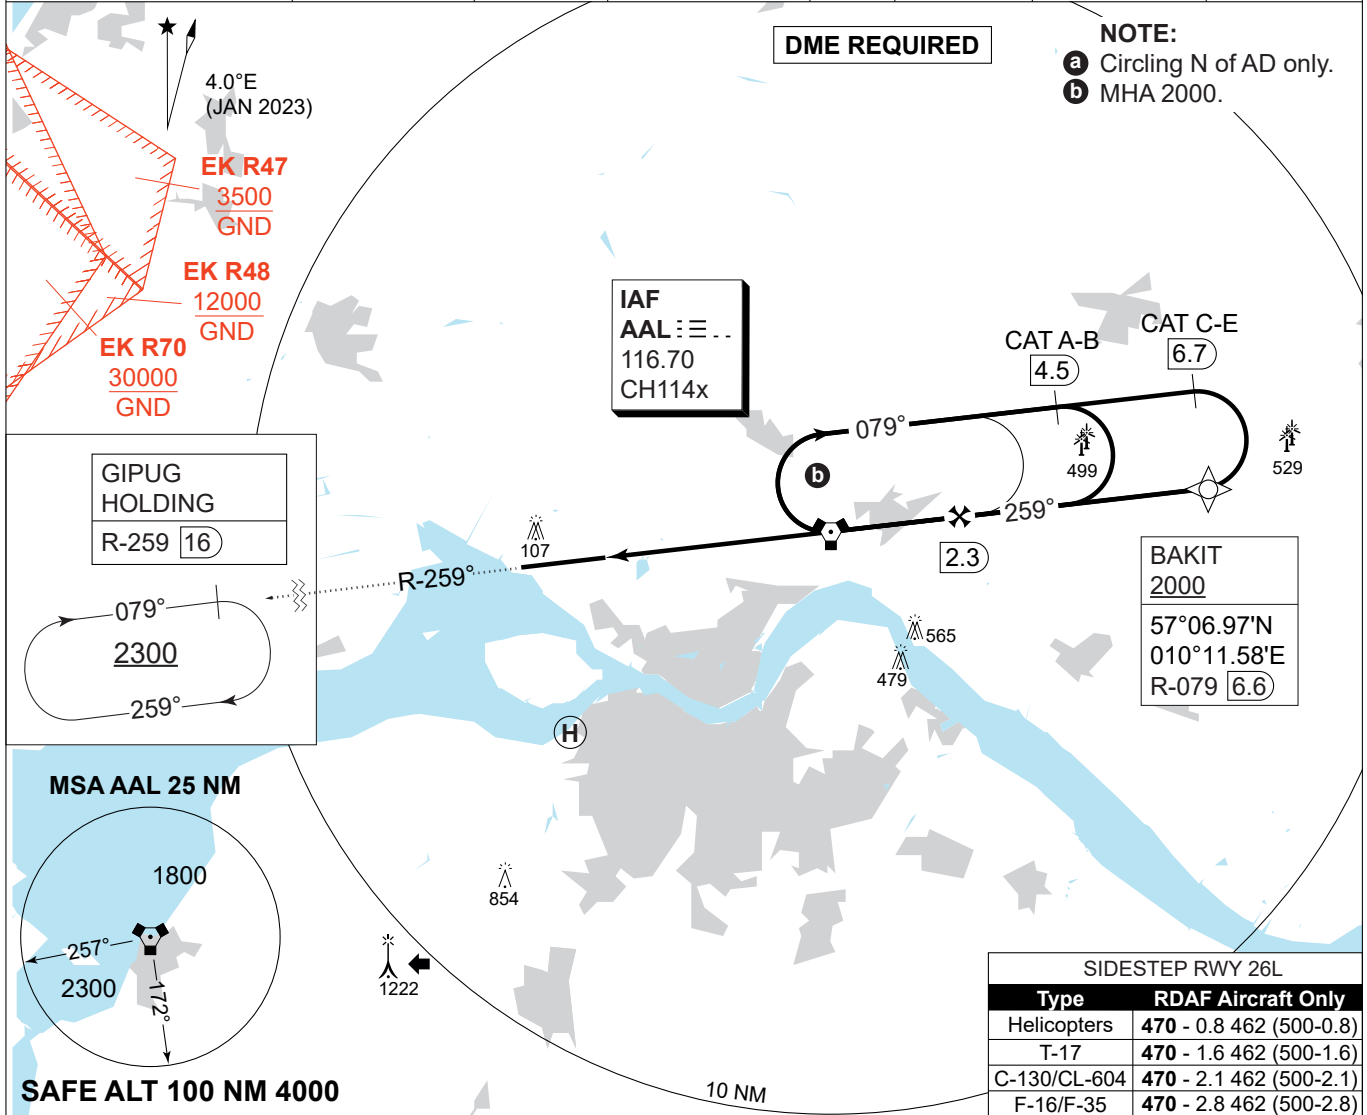 DME REQUIRED
NOTE:
a Circling N of AD only.
b MHA 2000.
4.0°E
(JAN 2023)
EK R47
3500
GND
EK R48
12000
GND
EK R70
30000
GND
IAF
AAL
116.70
CH114x
CAT A-B
4.5
CAT C-E
6.7
079°
b
499
529
259°
2.3
107
R-259°
GIPUG
HOLDING
R-259 16
079°
2300
259°
BAKIT
2000
57°06.97'N
010°11.58'E
R-079 6.6
565
479
H
MSA AAL 25 NM
1800
257°
2300
172°
854
1222
SAFE ALT 100 NM 4000
10 NM
SIDESTEP RWY 26L
Type RDAF Aircraft Only
Helicopters 470 - 0.8 462 (500-0.8)
T-17 470 - 1.6 462 (500-1.6)
C-130/CL-604 470 - 2.1 462 (500-2.1)
F-16/F-35 470 - 2.8 462 (500-2.8)